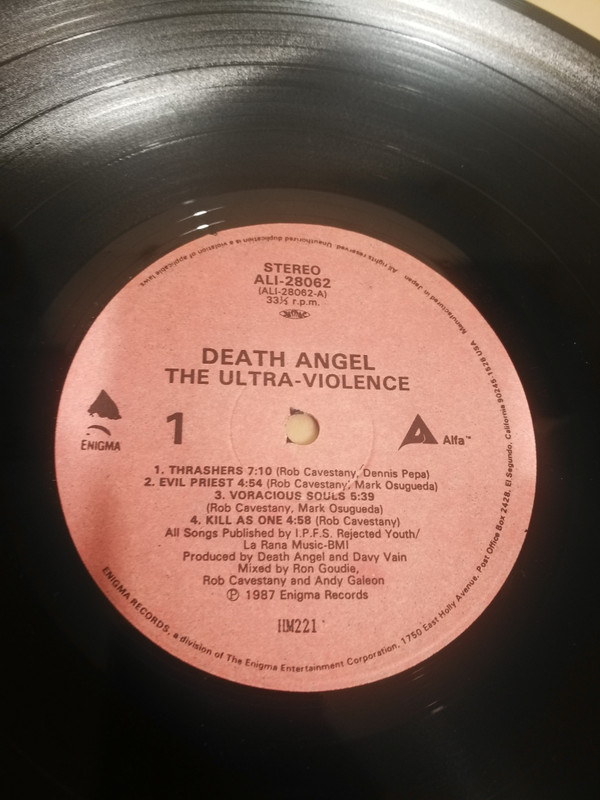 STEREO
ALI-28062
(ALI-28062-A)
33⅓ r.p.m.
DEATH ANGEL
THE ULTRA-VIOLENCE
ENIGMA
1
Alfa™
1. THRASHERS 7:10 (Rob Cavestany, Dennis Pepa)
2. EVIL PRIEST 4:54 (Rob Cavestany, Mark Osugueda)
3. VORACIOUS SOULS 5:39
(Rob Cavestany, Mark Osugueda)
4. KILL AS ONE 4:58 (Rob Cavestany)
All Songs Published by I.P.F.S. Rejected Youth/
La Rana Music-BMI
Produced by Death Angel and Davy Vain
Mixed by Ron Goudie,
Rob Cavestany and Andy Galeon
℗ 1987 Enigma Records
HM221
ENIGMA RECORDS, a division of The Enigma Entertainment Corporation, 1750 East Holly Avenue, Post Office Box 2428, El Segundo, California 90245-1528 USA Manufactured in Japan. All rights reserved. Unauthorized duplication is a violation of applicable laws.